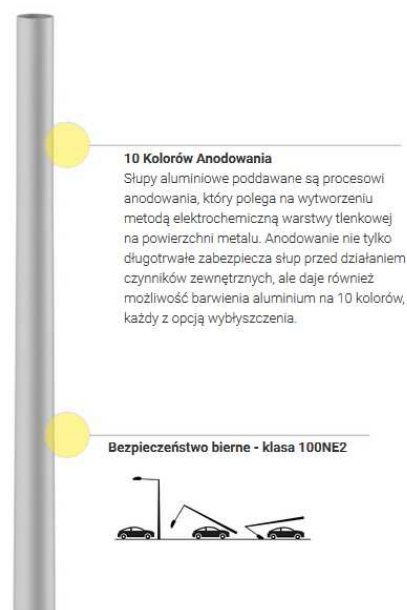 10 Kolorów Anodowania
Słupy aluminiowe poddawane są procesowi
anodowania, który polega na wytworzeniu
metodą elektrochemiczną warstwy tlenkowej
na powierzchni metalu. Anodowanie nie tylko
długotrwałe zabezpiecza słup przed działaniem
czynników zewnętrznych, ale daje również
możliwość barwienia aluminium na 10 kolorów,
każdy z opcją wybłyszczenia.
Bezpieczeństwo bierne - klasa 100NE2